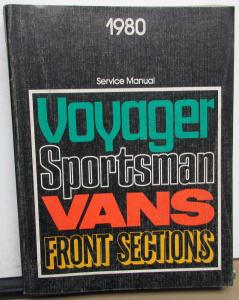 1980
Service Manual
Voyager
Sportsman
VANS
FRONT SECTIONS